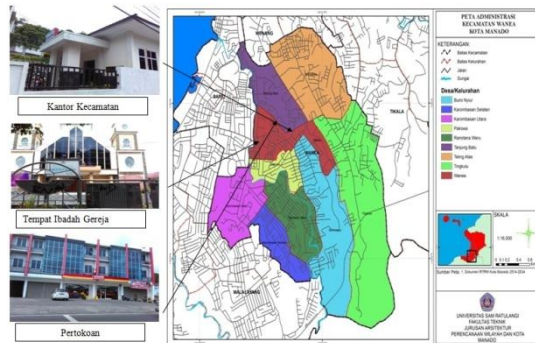 Kantor Kecamatan
Tempat Ibadah Gereja
Pertokoan
WENANG
SARIO
TIKALA
WANEA
MALALAYANG
PETA ADMINISTRASI
KECAMATAN WANEA
KOTA MANADO
KETERANGAN
Batas Kecamatan
Batas Kelurahan
Jalan
Sungai
Desa/Kelurahan
Bumi Nyiur
Karombasan Selatan
Karombasan Utara
Pakowa
Ranotana Weru
Tanjung Batu
Teling Atas
Tingkulu
Wanea
SKALA
UNIVERSITAS SAM RATULANGI
FAKULTAS TEKNIK
JURUSAN ARSITEKTUR
PERENCANAAN WILAYAH DAN KOTA
MANADO